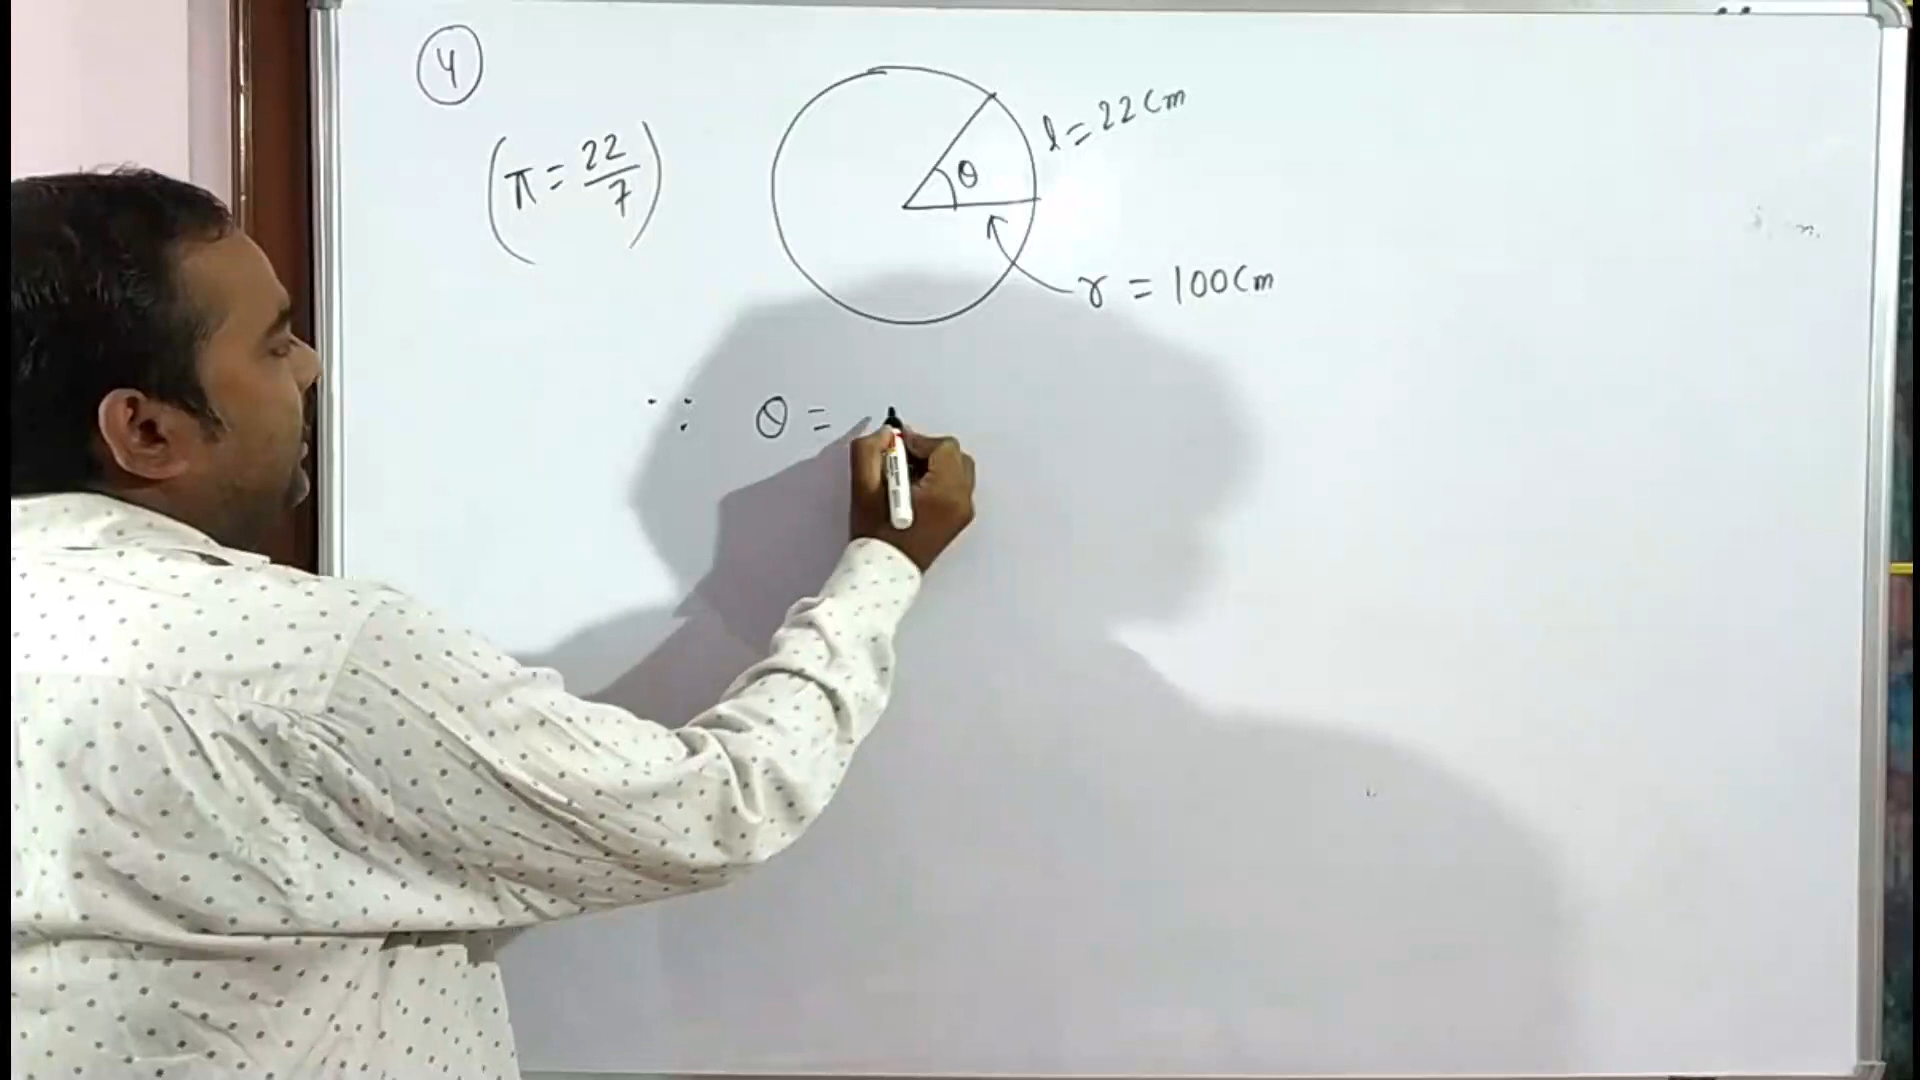 4
(π = 22/7)
θ
l = 22 Cm
r = 100 Cm
∵ θ =